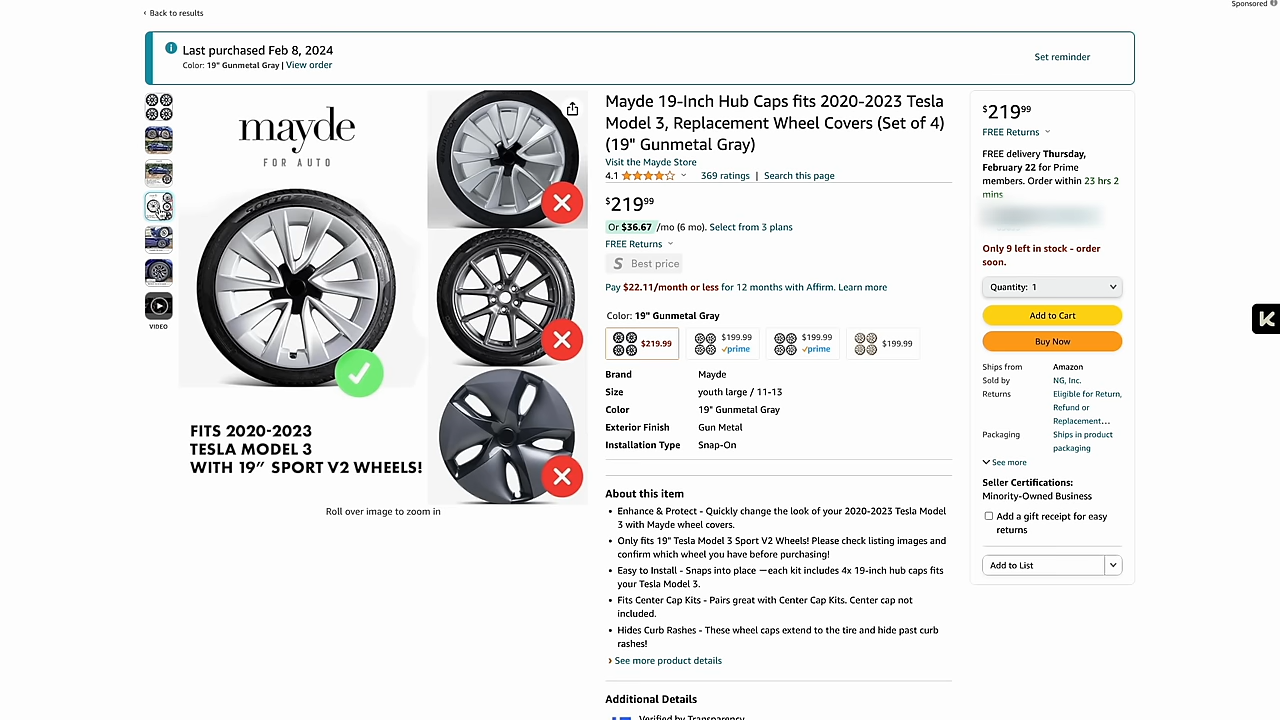 Sponsored
‹ Back to results
Last purchased Feb 8, 2024
Color: 19" Gunmetal Gray | View order
Set reminder
mayde
FOR AUTO
FITS 2020-2023
TESLA MODEL 3
WITH 19” SPORT V2 WHEELS!
Roll over image to zoom in
VIDEO
Mayde 19-Inch Hub Caps fits 2020-2023 Tesla
Model 3, Replacement Wheel Covers (Set of 4)
(19" Gunmetal Gray)
Visit the Mayde Store
4.1
369 ratings | Search this page
$219.99
Or $36.67 /mo (6 mo). Select from 3 plans
FREE Returns
S Best price
Pay $22.11/month or less for 12 months with Affirm. Learn more
Color: 19" Gunmetal Gray
$219.99
$199.99
prime
$199.99
prime
$199.99
Brand Mayde
Size youth large / 11-13
Color 19" Gunmetal Gray
Exterior Finish Gun Metal
Installation Type Snap-On
About this item
• Enhance & Protect - Quickly change the look of your 2020-2023 Tesla Model
3 with Mayde wheel covers.
• Only fits 19" Tesla Model 3 Sport V2 Wheels! Please check listing images and
confirm which wheel you have before purchasing!
• Easy to Install - Snaps into place —each kit includes 4x 19-inch hub caps fits
your Tesla Model 3.
• Fits Center Cap Kits - Pairs great with Center Cap Kits. Center cap not
included.
• Hides Curb Rashes - These wheel caps extend to the tire and hide past curb
rashes!
› See more product details
Additional Details
Verified by Transparency
$219.99
FREE Returns
FREE delivery Thursday,
February 22 for Prime
members. Order within 23 hrs 2
mins
Only 9 left in stock - order
soon.
Quantity: 1
Add to Cart
Buy Now
Ships from Amazon
Sold by NG, Inc.
Returns Eligible for Return,
Refund or
Replacement…
Packaging Ships in product
packaging
See more
Seller Certifications:
Minority-Owned Business
Add a gift receipt for easy
returns
Add to List
K